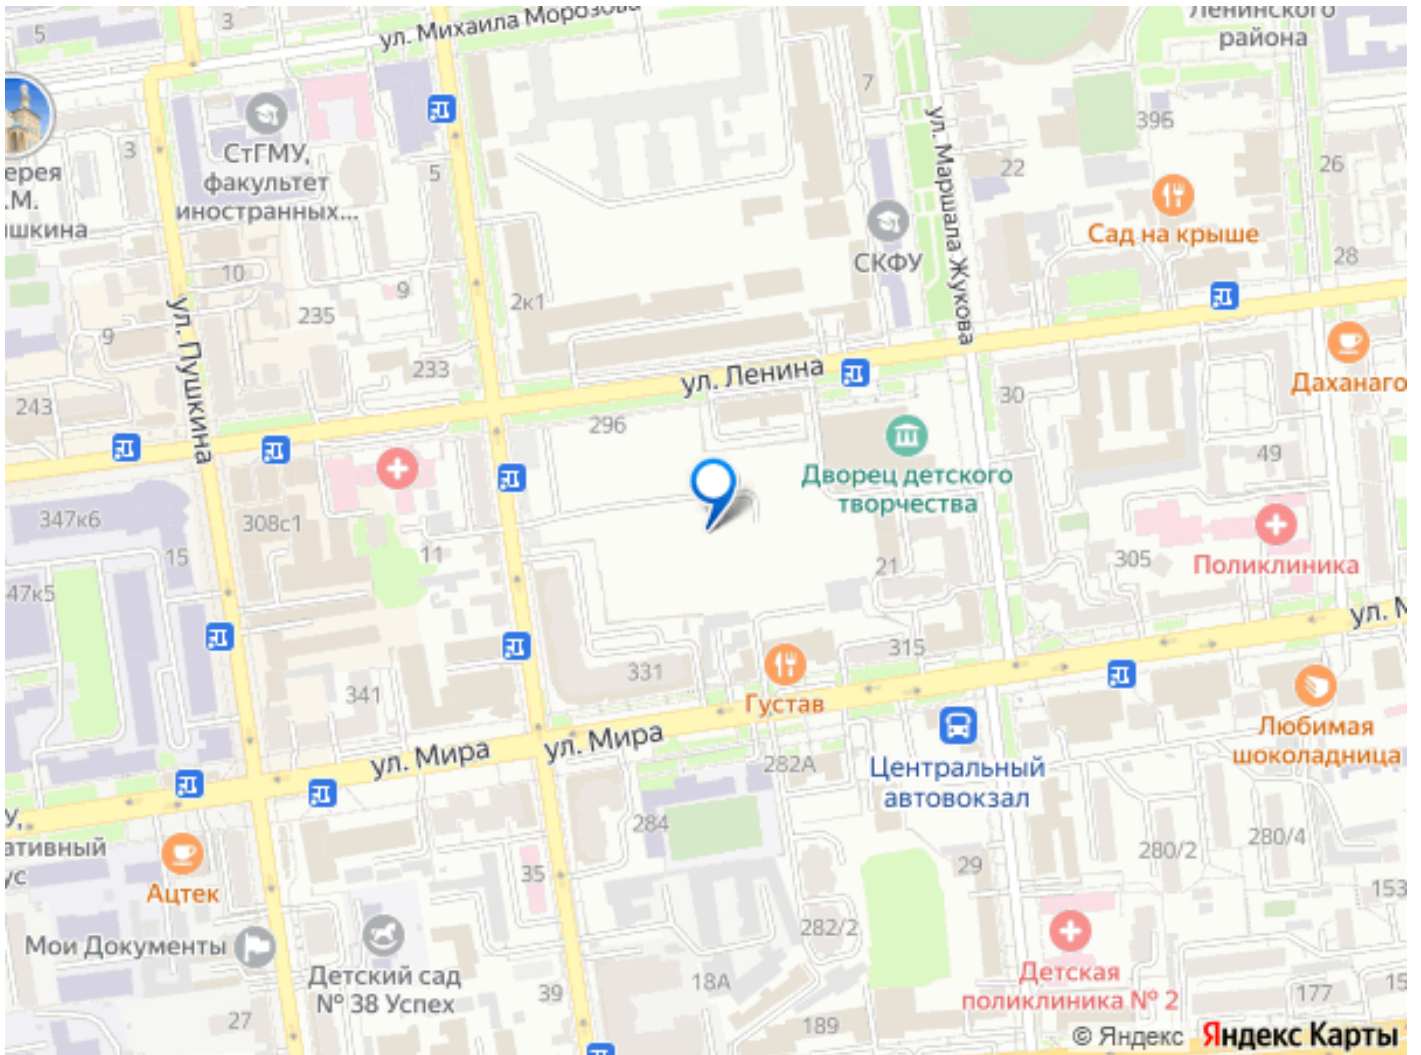 5
3
ул. Михаила Морозова
Ленинского
района
7
39Б
3
СтГМУ,
факультет
иностранных...
5
22
26
ул. Маршала Жукова
ерея
.М.
шкина
Сад на крыше
СКФУ
28
10
9
2к1
235
9
ул. Пушкина
233
ул. Ленина
Даханаго
243
296
30
49
Дворец детского
творчества
347к6
308с1
15
11
21
305
Поликлиника
47к5
ул. М
331
315
341
Густав
Любимая
шоколадница
ул. Мира
ул. Мира
282А
Центральный
автовокзал
У,
ативный
ус
284
280/2
280/4
Ацтек
35
29
153
Мои Документы
282/2
Детский сад
№ 38 Успех
39
18А
Детская
поликлиника № 2
177
15
27
189
© Яндекс Яндекс Карты